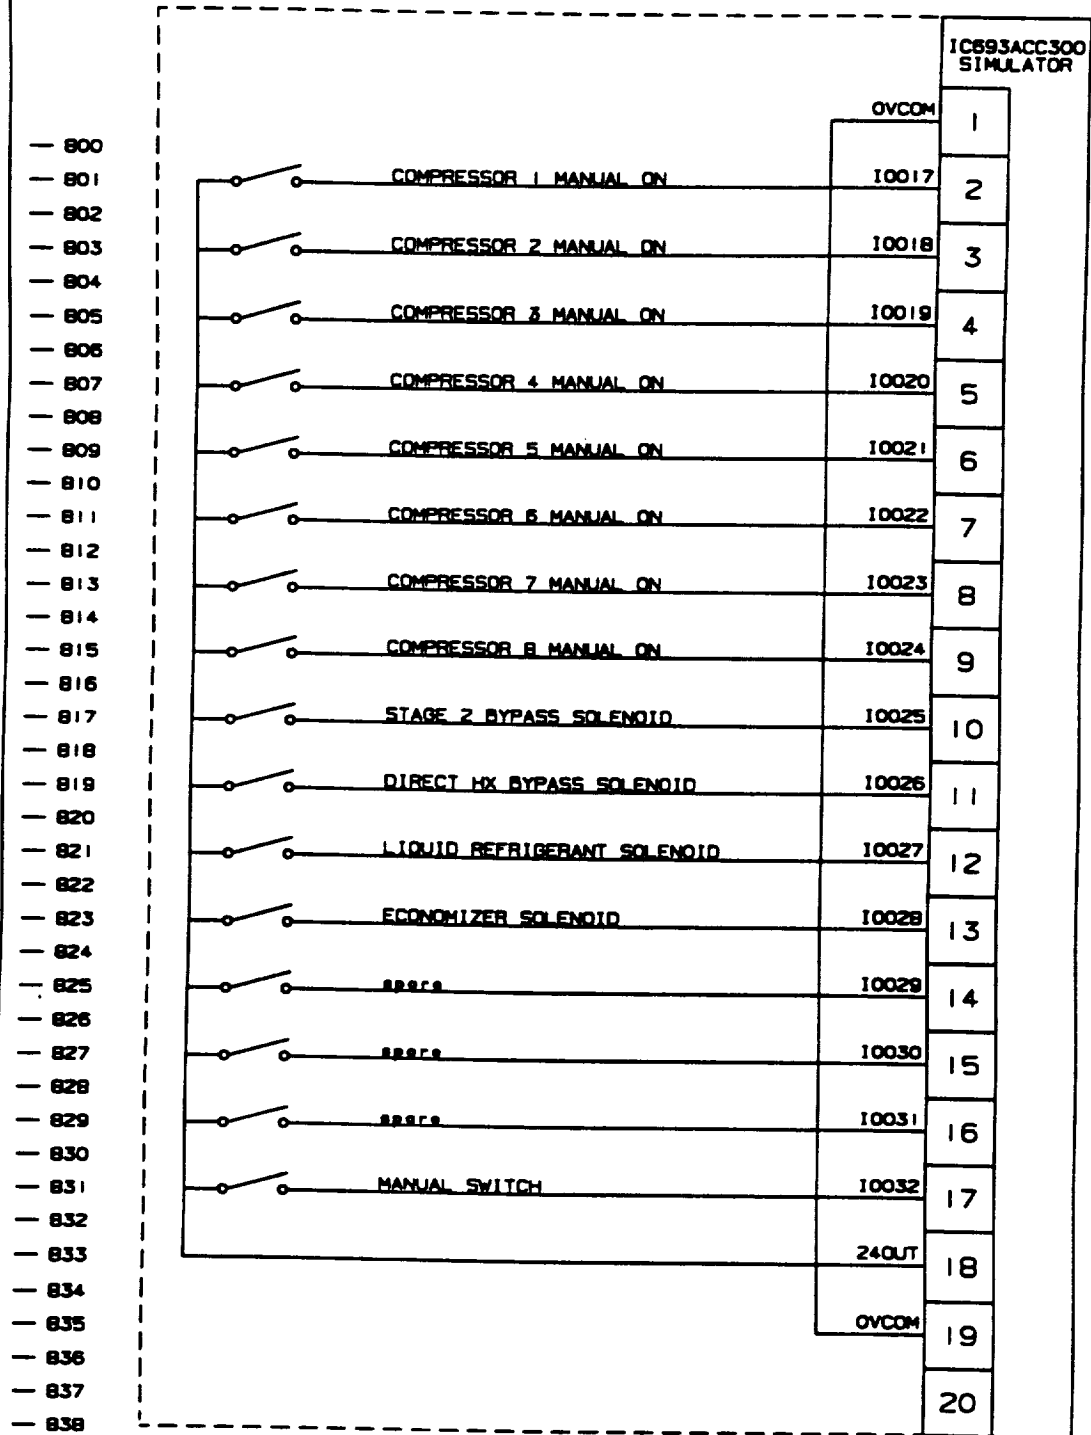 IC693ACC300
SIMULATOR
0VCOM 1
— 800
— 801 COMPRESSOR 1 MANUAL ON I0017 2
— 802
— 803 COMPRESSOR 2 MANUAL ON I0018 3
— 804
— 805 COMPRESSOR 3 MANUAL ON I0019 4
— 806
— 807 COMPRESSOR 4 MANUAL ON I0020 5
— 808
— 809 COMPRESSOR 5 MANUAL ON I0021 6
— 810
— 811 COMPRESSOR 6 MANUAL ON I0022 7
— 812
— 813 COMPRESSOR 7 MANUAL ON I0023 8
— 814
— 815 COMPRESSOR 8 MANUAL ON I0024 9
— 816
— 817 STAGE 2 BYPASS SOLENOID I0025 10
— 818
— 819 DIRECT HX BYPASS SOLENOID I0026 11
— 820
— 821 LIQUID REFRIGERANT SOLENOID I0027 12
— 822
— 823 ECONOMIZER SOLENOID I0028 13
— 824
— 825 spare I0029 14
— 826
— 827 spare I0030 15
— 828
— 829 spare I0031 16
— 830
— 831 MANUAL SWITCH I0032 17
— 832
— 833 24OUT 18
— 834
— 835 0VCOM 19
— 836
— 837 20
— 838